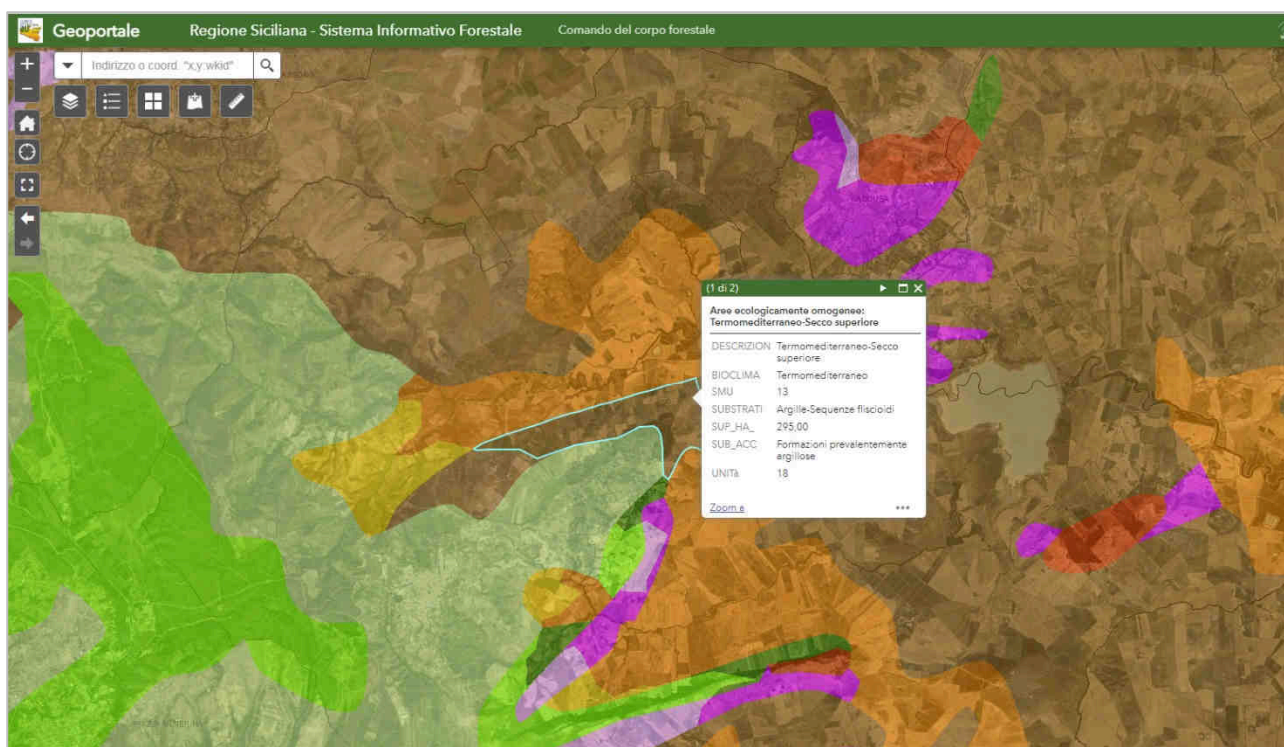 Geoportale Regione Siciliana - Sistema Informativo Forestale Comando del corpo forestale
Indirizzo o coord. "x,y:wkid"
(1 di 2)
Aree ecologicamente omogenee:
Termomediterraneo-Secco superiore
DESCRIZION Termomediterraneo-Secco
superiore
BIOCLIMA Termomediterraneo
SMU 13
SUBSTRATI Argille-Sequenze fliscioidi
SUP_HA_ 295,00
SUB_ACC Formazioni prevalentemente
argillose
UNITà 18
Zoom a